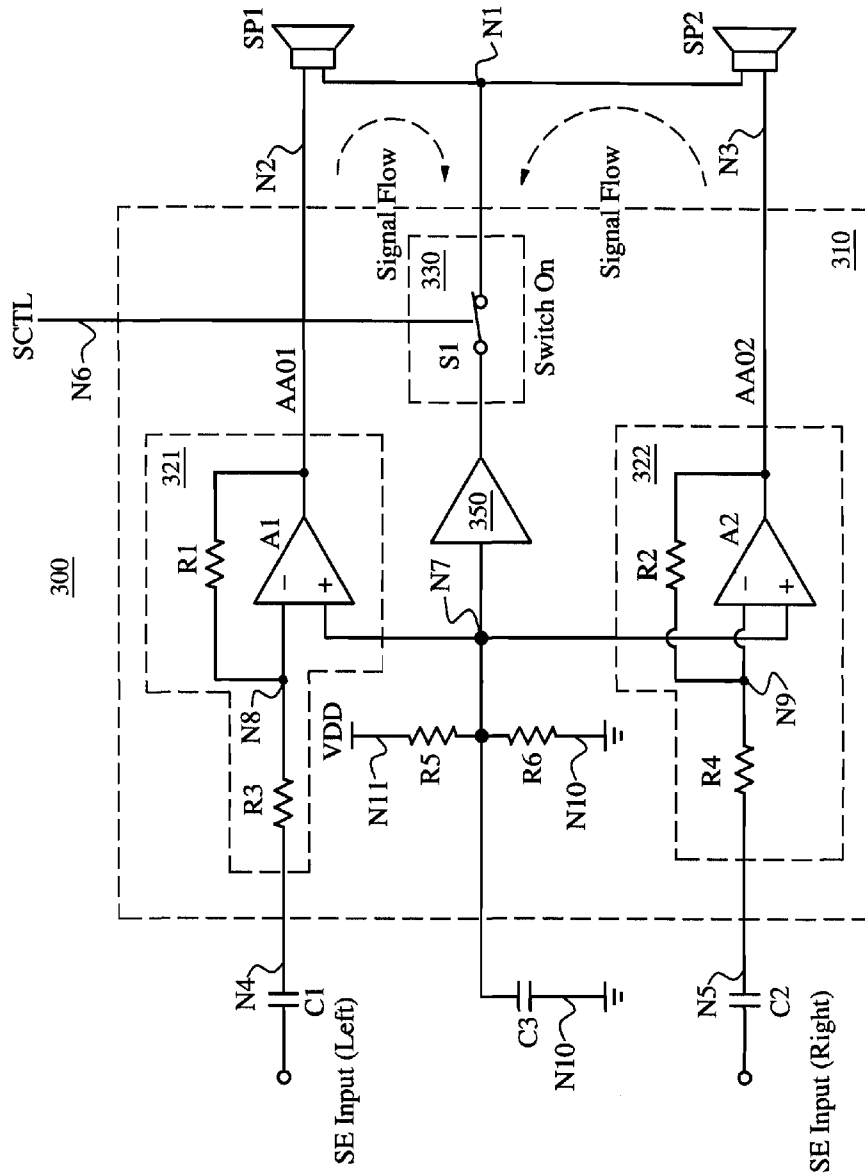 SP1
N1
SP2
N2
Signal Flow
Signal Flow
N3
SCTL
N6
330
S1
Switch On
310
AA01
AA02
300
321
R1
A1
−
+
350
322
R2
A2
−
+
N7
N8
N9
VDD
N11
R5
R6
N10
R3
R4
N4
C1
N5
C2
C3
N10
SE Input (Left)
SE Input (Right)